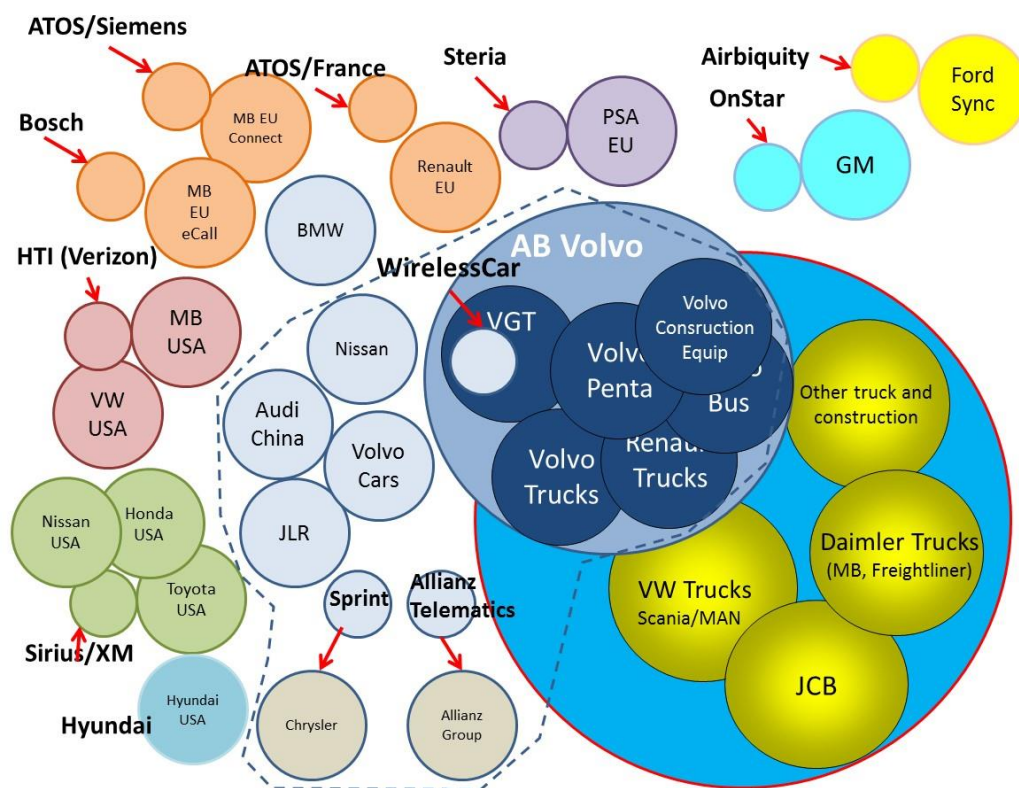 ATOS/Siemens
ATOS/France
Steria
Airbiquity
OnStar
Bosch
MB EU
Connect
Renault
EU
PSA
EU
GM
Ford
Sync
MB
EU
eCall
BMW
HTI (Verizon)
MB
USA
VW
USA
AB Volvo
WirelessCar
VGT
Volvo
Penta
Volvo
Consruction
Equip
Bus
Volvo
Trucks
Renau
Trucks
Nissan
Audi
China
Volvo
Cars
JLR
Other truck and
construction
Daimler Trucks
(MB, Freightliner)
VW Trucks
Scania/MAN
JCB
Nissan
USA
Honda
USA
Toyota
USA
Sirius/XM
Hyundai
Hyundai
USA
Sprint
Allianz
Telematics
Chrysler
Allianz
Group